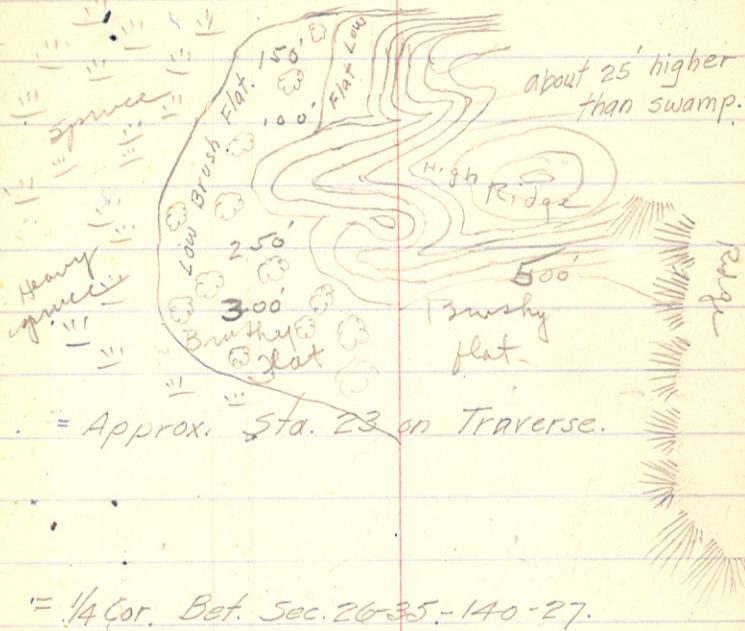 150'
Flat Low
about 25' higher
than swamp.
Spruce
Low Brush Flat.
100'
High
Ridge
250'
500'
Ridge
Heavy
spruce
300'
Brushy
flat
Brushy
flat
= Approx. Sta. 23 on Traverse.
= 1/4 Cor. Bet. Sec. 26-35-140-27.